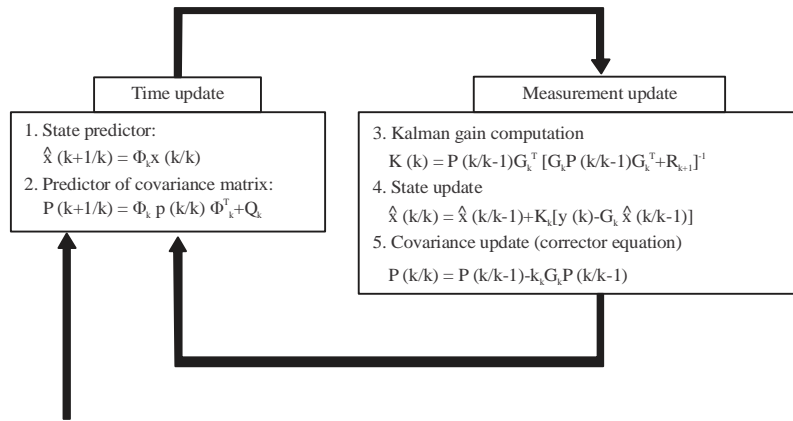 Time update
1. State predictor:
x̂ (k+1/k) = Φₖx (k/k)
2. Predictor of covariance matrix:
P (k+1/k) = Φₖ p (k/k) Φᵀₖ+Qₖ
Measurement update
3. Kalman gain computation
K (k) = P (k/k-1)Gₖᵀ [GₖP (k/k-1)Gₖᵀ+Rₖ₊₁]⁻¹
4. State update
x̂ (k/k) = x̂ (k/k-1)+Kₖ[y (k)-Gₖ x̂ (k/k-1)]
5. Covariance update (corrector equation)
P (k/k) = P (k/k-1)-kₖGₖP (k/k-1)